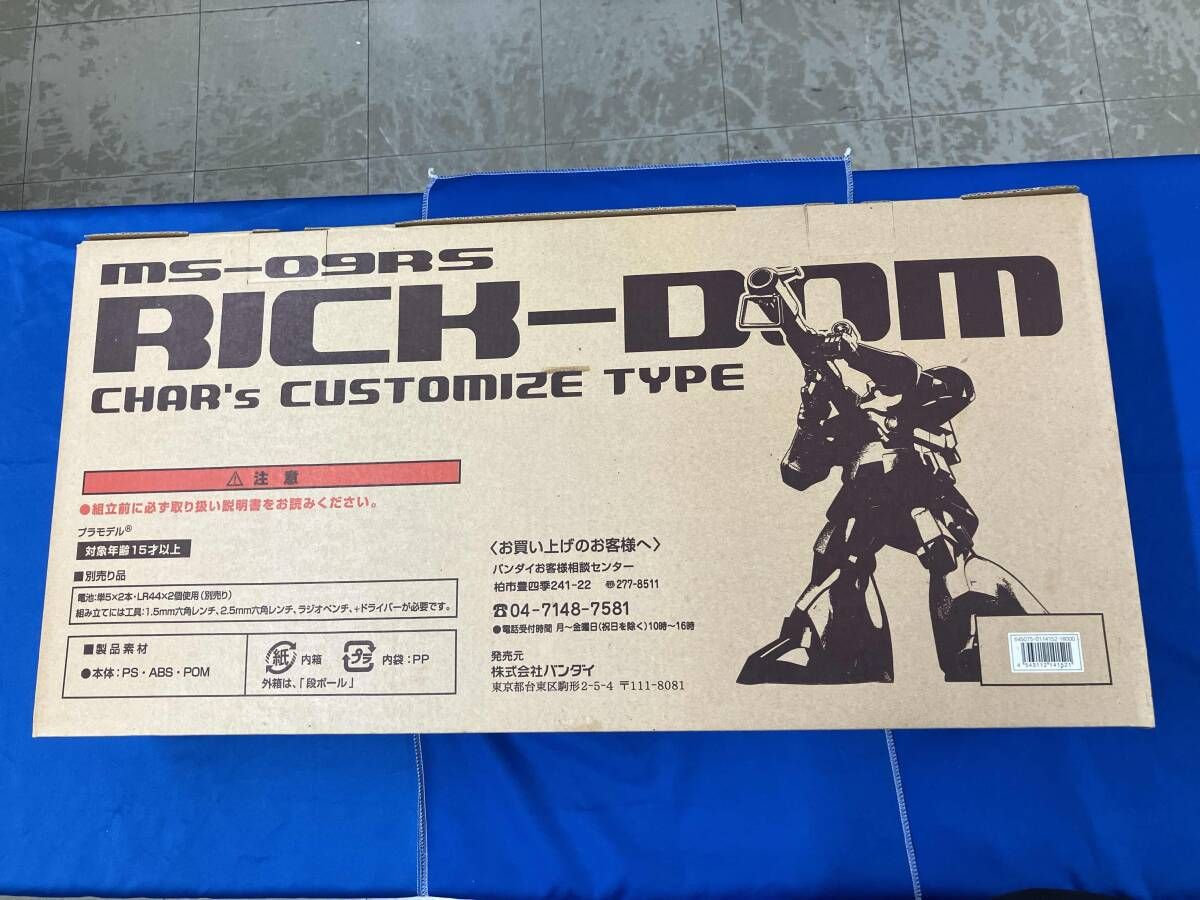 MS-09RS
RICK-DOM
CHAR's CUSTOMIZE TYPE
⚠ 注意
●組立前に必ず取り扱い説明書をお読みください。
プラモデル®
対象年齢15才以上
■別売り品
電池:単5×2本・LR44×2個使用(別売り)
組み立てには工具:1.5mm六角レンチ、2.5mm六角レンチ、ラジオペンチ、+ドライバーが必要です。
■製品素材
●本体:PS・ABS・POM
紙 内箱
プラ 内袋:PP
外箱は、「段ボール」
〈お買い上げのお客様へ〉
バンダイお客様相談センター
柏市豊四季241-22 〠277-8511
☎04-7148-7581
●電話受付時間 月〜金曜日(祝日を除く)10時〜16時
発売元
株式会社バンダイ
東京都台東区駒形2-5-4 〒111-8081
645075-0114152-18000
4 543112 141521